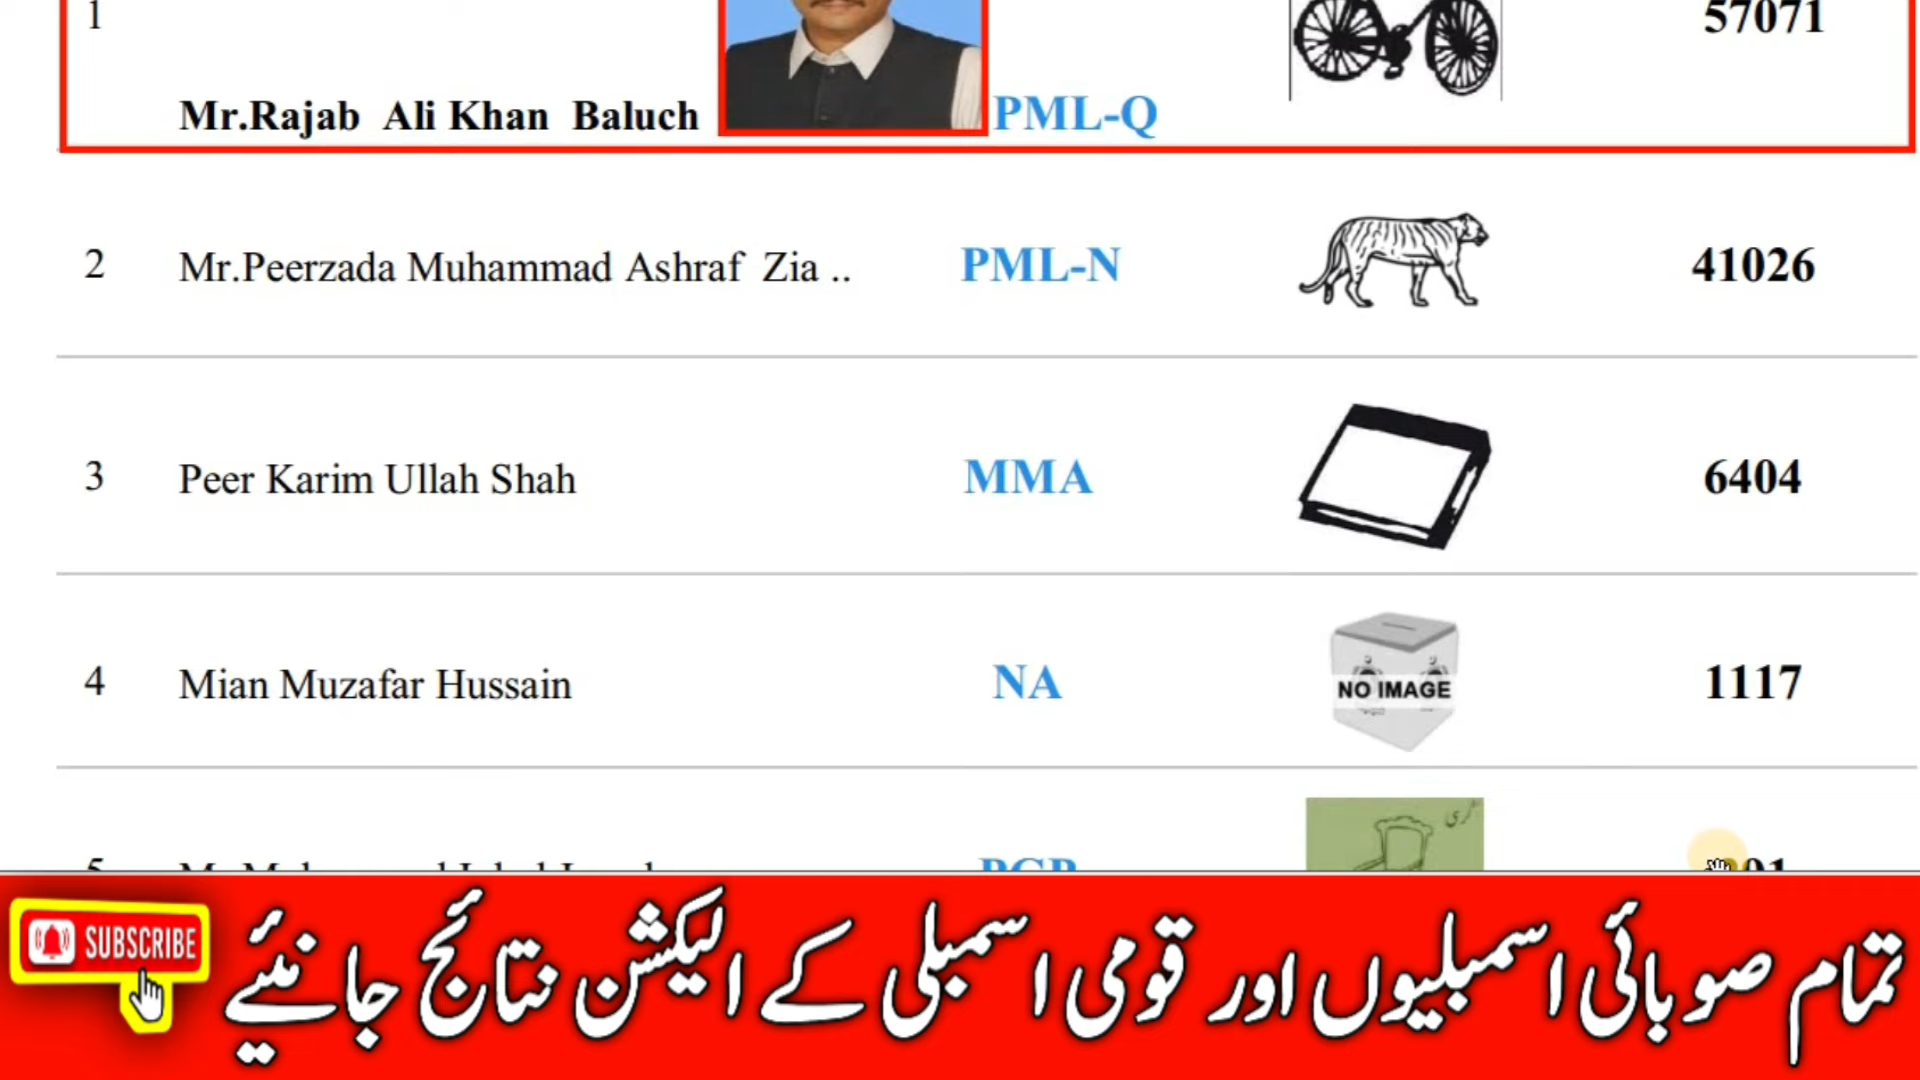 1 57071
Mr.Rajab Ali Khan Baluch PML-Q
2 Mr.Peerzada Muhammad Ashraf Zia .. PML-N 41026
3 Peer Karim Ullah Shah MMA 6404
4 Mian Muzafar Hussain NA NO IMAGE 1117
5
SUBSCRIBE تمام صوبائی اسمبلیوں اور قومی اسمبلی کے الیکشن نتائج جانیئے